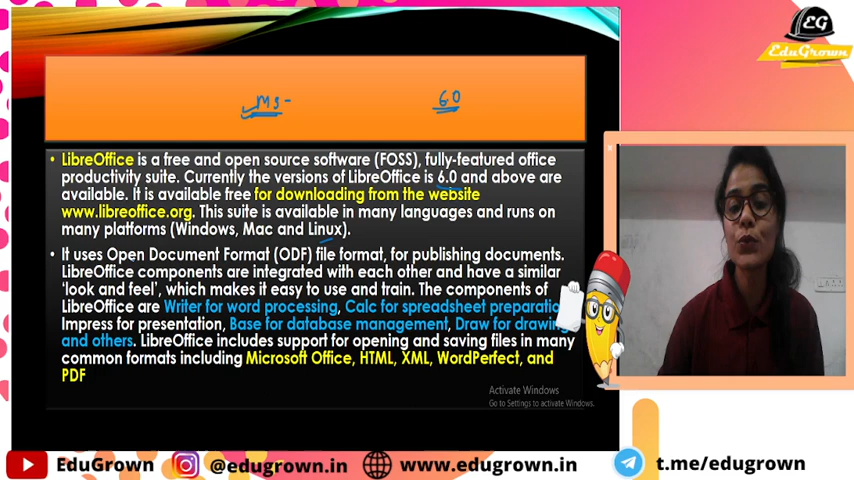 EG
EduGrown
MS-
6.0
• LibreOffice is a free and open source software (FOSS), fully-featured office
productivity suite. Currently the versions of LibreOffice is 6.0 and above are
available. It is available free for downloading from the website
www.libreoffice.org. This suite is available in many languages and runs on
many platforms (Windows, Mac and Linux).
• It uses Open Document Format (ODF) file format, for publishing documents.
LibreOffice components are integrated with each other and have a similar
‘look and feel’, which makes it easy to use and train. The components of
LibreOffice are Writer for word processing, Calc for spreadsheet preparatio
Impress for presentation, Base for database management, Draw for drawing
and others. LibreOffice includes support for opening and saving files in many
common formats including Microsoft Office, HTML, XML, WordPerfect, and
PDF
Activate Windows
Go to Settings to activate Windows.
EduGrown
@edugrown.in
www.edugrown.in
t.me/edugrown